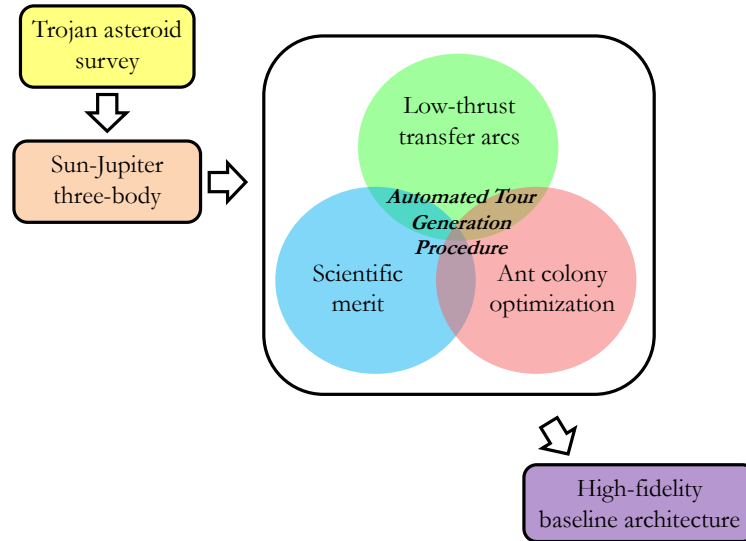 Trojan asteroid
survey
Sun-Jupiter
three-body
Low-thrust
transfer arcs
Automated Tour
Generation
Procedure
Scientific
merit
Ant colony
optimization
High-fidelity
baseline architecture